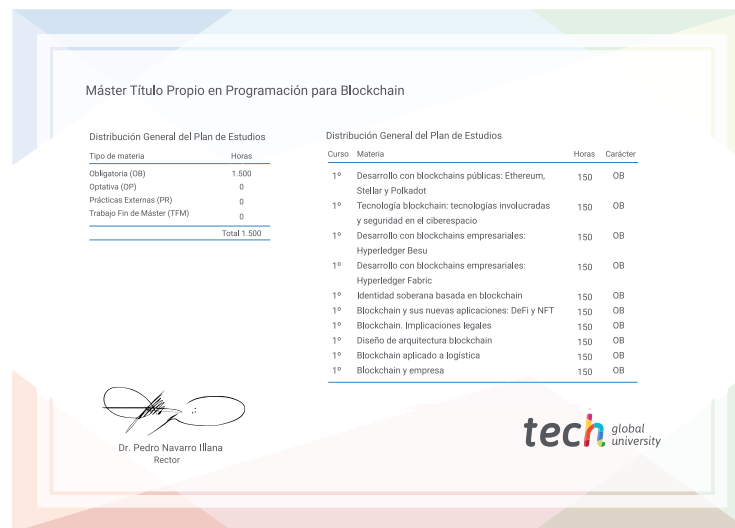 Máster Título Propio en Programación para Blockchain
Distribución General del Plan de Estudios
Tipo de materia Horas
Obligatoria (OB) 1.500
Optativa (OP) 0
Prácticas Externas (PR) 0
Trabajo Fin de Máster (TFM) 0
Total 1.500
Distribución General del Plan de Estudios
Curso Materia Horas Carácter
1º Desarrollo con blockchains públicas: Ethereum, 150 OB
Stellar y Polkadot
1º Tecnología blockchain: tecnologías involucradas 150 OB
y seguridad en el ciberespacio
1º Desarrollo con blockchains empresariales: 150 OB
Hyperledger Besu
1º Desarrollo con blockchains empresariales: 150 OB
Hyperledger Fabric
1º Identidad soberana basada en blockchain 150 OB
1º Blockchain y sus nuevas aplicaciones: DeFi y NFT 150 OB
1º Blockchain. Implicaciones legales 150 OB
1º Diseño de arquitectura blockchain 150 OB
1º Blockchain aplicado a logística 150 OB
1º Blockchain y empresa 150 OB
Dr. Pedro Navarro Illana
Rector
tech global
university